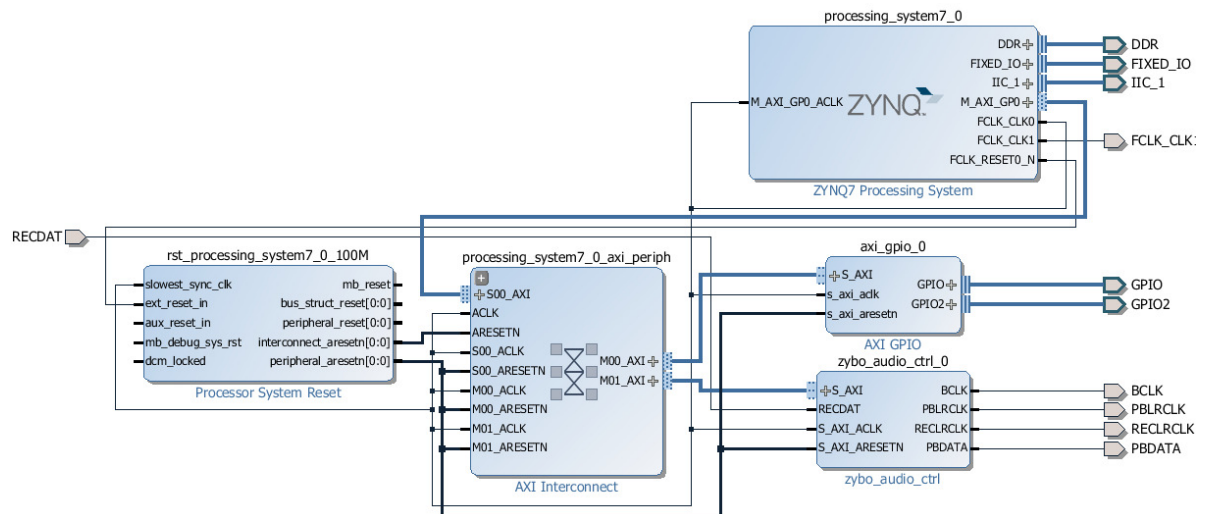 processing_system7_0
DDR
FIXED_IO
IIC_1
M_AXI_GP0_ACLK
ZYNQ
M_AXI_GP0
FCLK_CLK0
FCLK_CLK1
FCLK_RESET0_N
DDR
FIXED_IO
IIC_1
FCLK_CLK1
ZYNQ7 Processing System
RECDAT
rst_processing_system7_0_100M
slowest_sync_clk
ext_reset_in
aux_reset_in
mb_debug_sys_rst
dcm_locked
mb_reset
bus_struct_reset[0:0]
peripheral_reset[0:0]
interconnect_aresetn[0:0]
peripheral_aresetn[0:0]
Processor System Reset
processing_system7_0_axi_periph
S00_AXI
ACLK
ARESETN
S00_ACLK
S00_ARESETN
M00_ACLK
M00_ARESETN
M01_ACLK
M01_ARESETN
M00_AXI
M01_AXI
AXI Interconnect
axi_gpio_0
S_AXI
s_axi_aclk
s_axi_aresetn
GPIO
GPIO2
AXI GPIO
GPIO
GPIO2
zybo_audio_ctrl_0
S_AXI
RECDAT
S_AXI_ACLK
S_AXI_ARESETN
BCLK
PBLRCLK
RECLRCLK
PBDATA
zybo_audio_ctrl
BCLK
PBLRCLK
RECLRCLK
PBDATA